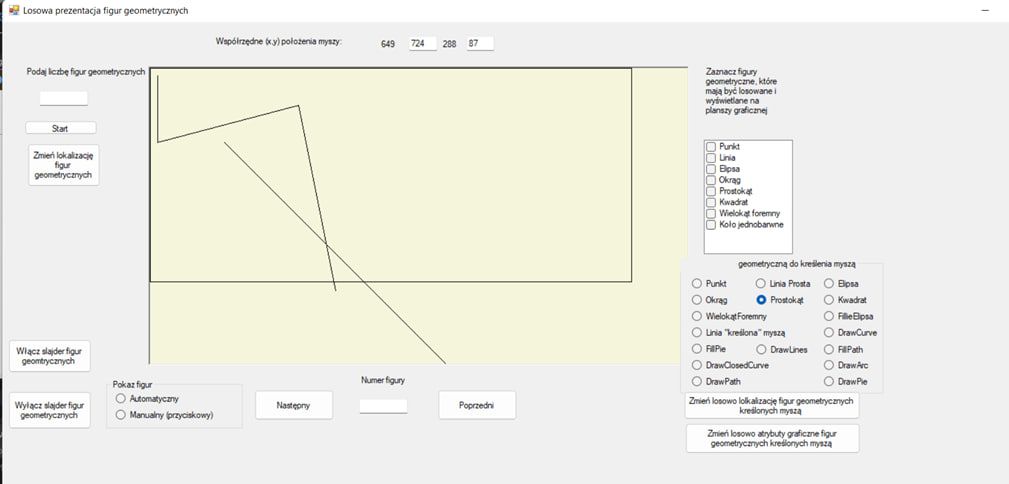 Losowa prezentacja figur geometrycznych
Współrzędne (x,y) położenia myszy:
649
724
288
87
Podaj liczbę figur geometrycznych
Start
Zmień lokalizację
figur
geometrycznych
Zaznacz figury
geometryczne, które
mają być losowane i
wyświetlane na
planszy graficznej
Punkt
Linia
Elipsa
Okrąg
Prostokąt
Kwadrat
Wielokąt foremny
Koło jednobarwne
geometryczną do kreślenia myszą
Punkt
Linia Prosta
Elipsa
Okrąg
Prostokąt
Kwadrat
WielokątForemny
FillieElipsa
Linia "kreślona" myszą
DrawCurve
FillPie
DrawLines
FillPath
DrawClosedCurve
DrawArc
DrawPath
DrawPie
Włącz slajder figur
geomtrycznych
Wyłącz slajder figur
geometrycznych
Pokaz figur
Automatyczny
Manualny (przyciskowy)
Następny
Numer figury
Poprzedni
Zmień losowo lolkalizację figur geometrycznych
kreślonych myszą
Zmień losowo atrybuty graficzne figur
geometrycznych kreślonych myszą